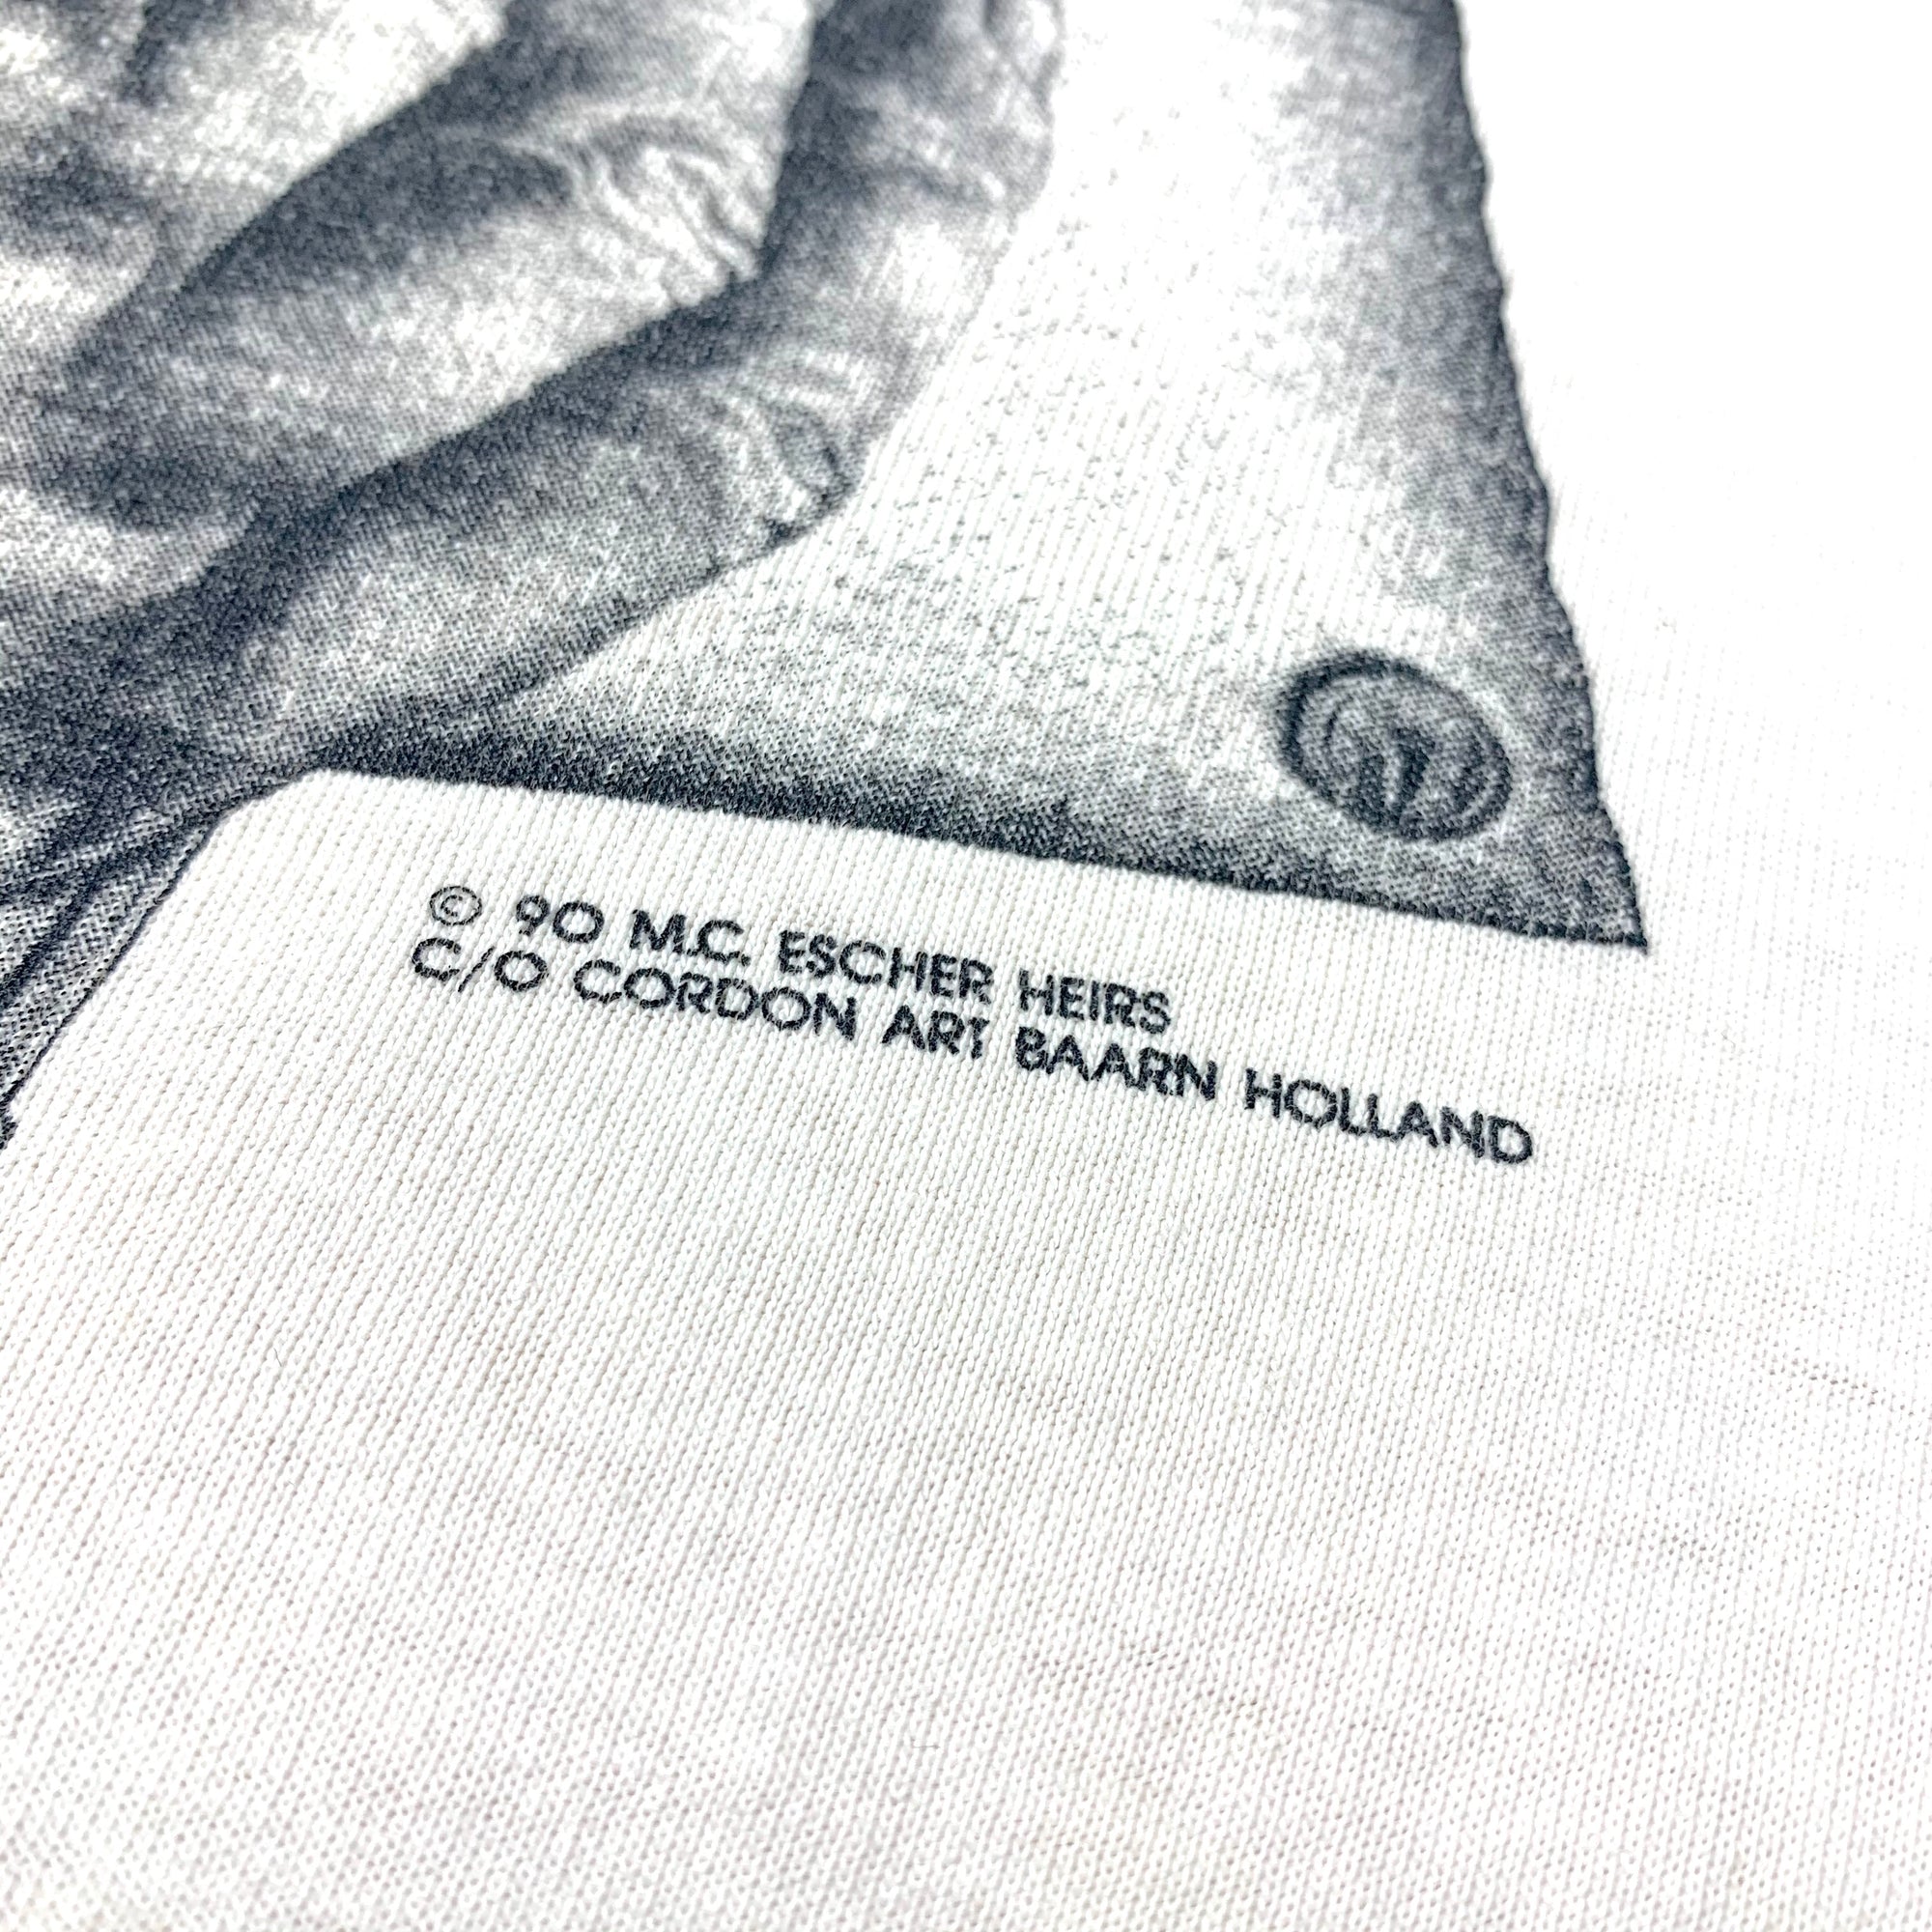 © 90 M.C. ESCHER HEIRS
C/O CORDON ART BAARN HOLLAND